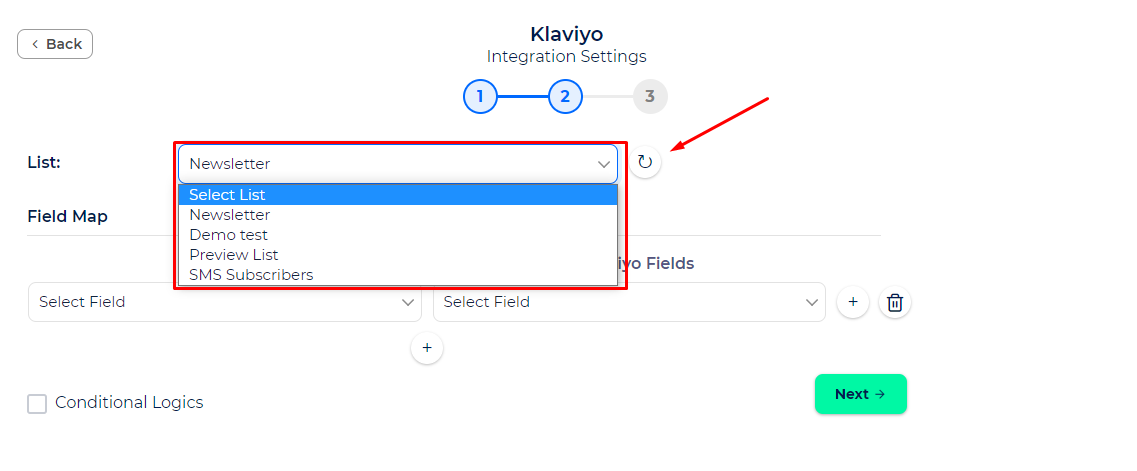 Klaviyo
Back
Integration Settings
1 2 3
List:
Newsletter
Select List
Newsletter
Field Map
Demo test
Preview List
SMS Subscribers
iyo Fields
Select Field
Select Field
+
+
Conditional Logics
Next →